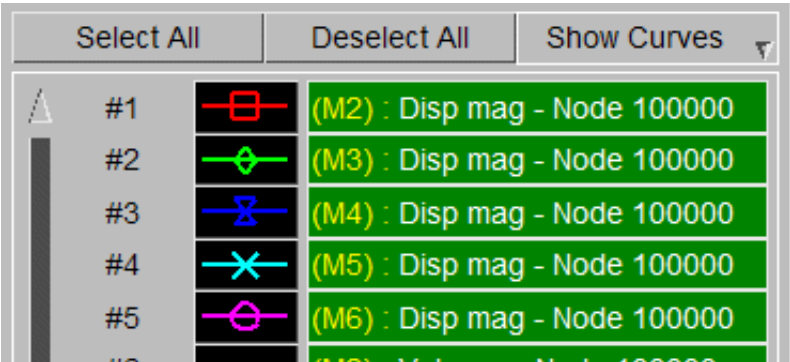 Select All Deselect All Show Curves
#1 (M2) : Disp mag - Node 100000
#2 (M3) : Disp mag - Node 100000
#3 (M4) : Disp mag - Node 100000
#4 (M5) : Disp mag - Node 100000
#5 (M6) : Disp mag - Node 100000